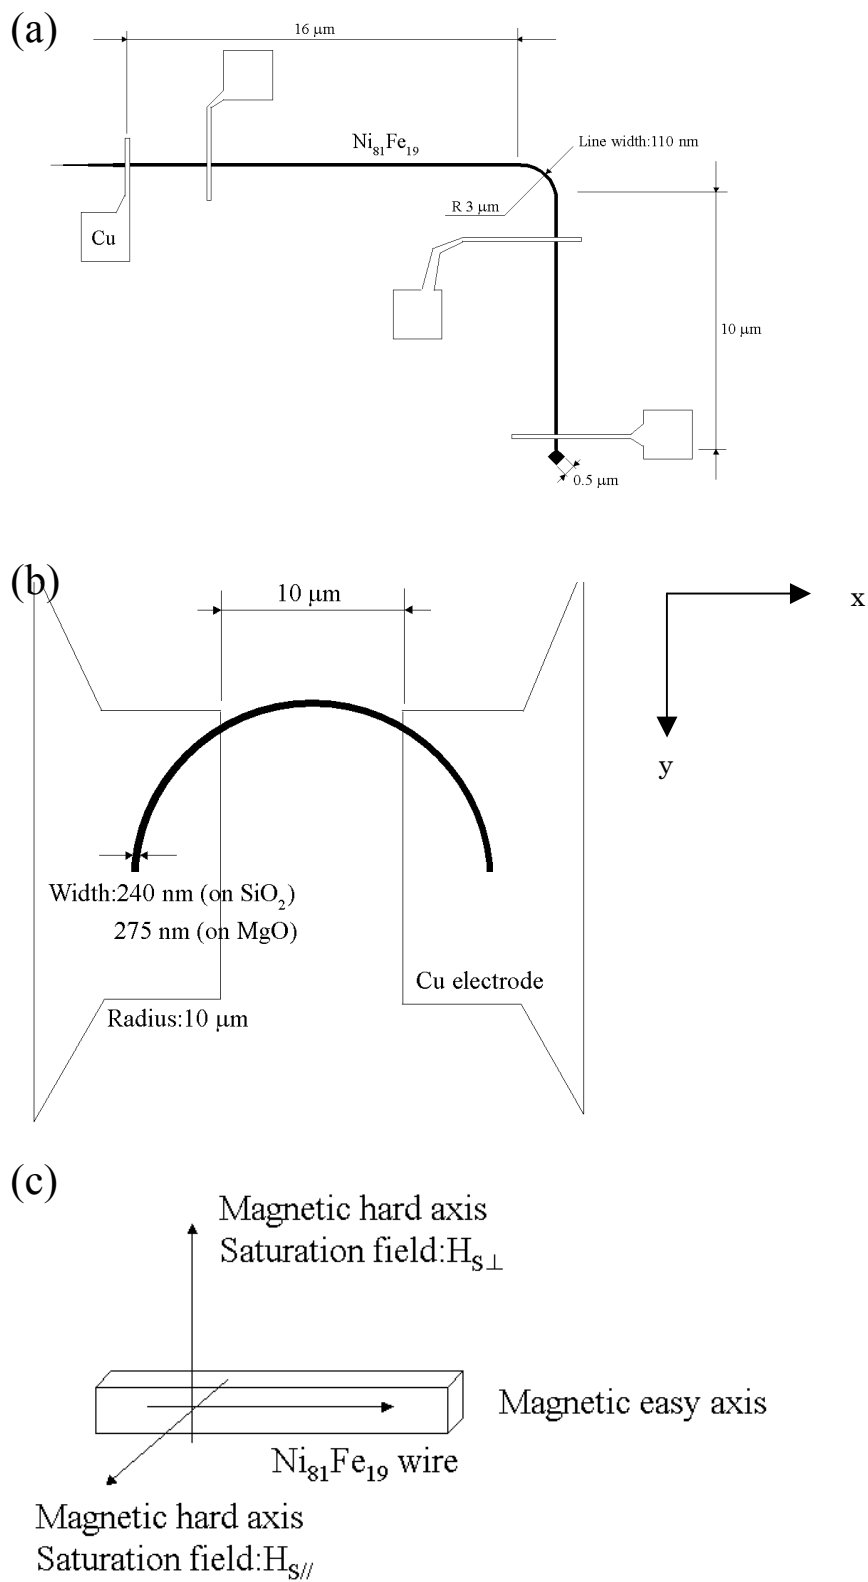 (a)
16 μm
Ni₈₁Fe₁₉
Line width:110 nm
R 3 μm
Cu
10 μm
0.5 μm
(b)
10 μm
x
y
Width:240 nm (on SiO₂)
275 nm (on MgO)
Cu electrode
Radius:10 μm
(c)
Magnetic hard axis
Saturation field:H_S⊥
Magnetic easy axis
Ni₈₁Fe₁₉ wire
Magnetic hard axis
Saturation field:H_S//